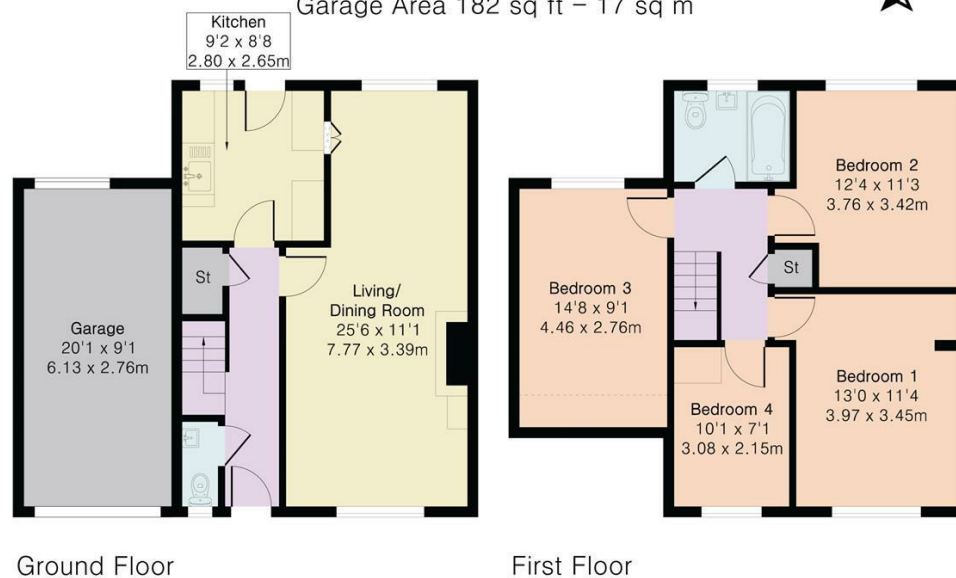 Garage Area 182 sq ft – 17 sq m
Kitchen
9'2 x 8'8
2.80 x 2.65m
St
Living/
Dining Room
25'6 x 11'1
7.77 x 3.39m
Garage
20'1 x 9'1
6.13 x 2.76m
Bedroom 2
12'4 x 11'3
3.76 x 3.42m
St
Bedroom 3
14'8 x 9'1
4.46 x 2.76m
Bedroom 1
13'0 x 11'4
3.97 x 3.45m
Bedroom 4
10'1 x 7'1
3.08 x 2.15m
Ground Floor
First Floor